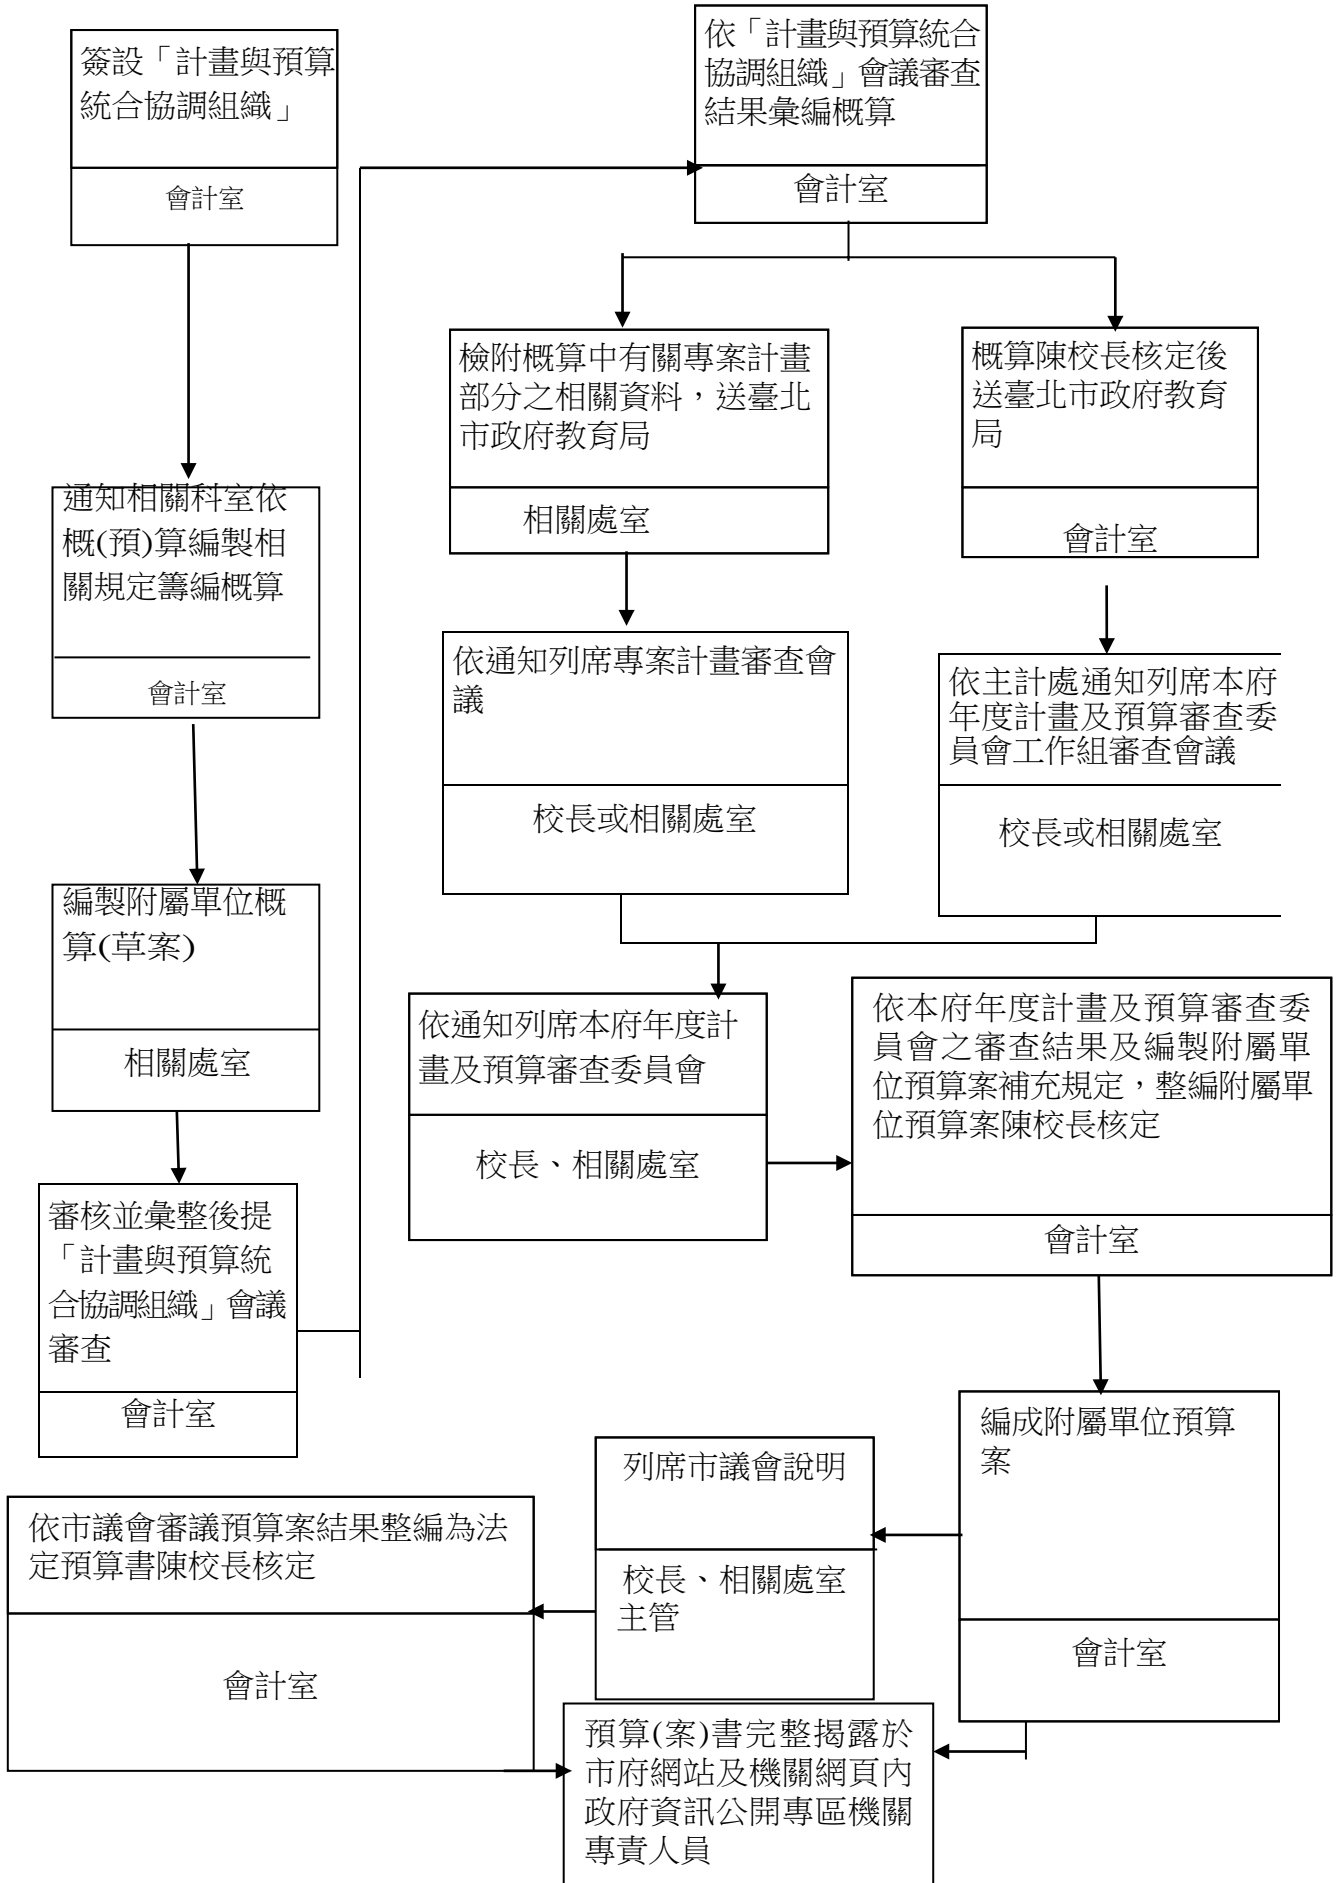 簽設「計畫與預算
統合協調組織」
會計室
通知相關科室依
概(預)算編製相
關規定籌編概算
會計室
編製附屬單位概
算(草案)
相關處室
審核並彙整後提
「計畫與預算統
合協調組織」會議
審查
會計室
依「計畫與預算統合
協調組織」會議審查
結果彙編概算
會計室
檢附概算中有關專案計畫
部分之相關資料，送臺北
市政府教育局
相關處室
概算陳校長核定後
送臺北市政府教育
局
會計室
依通知列席專案計畫審查會
議
校長或相關處室
依主計處通知列席本府
年度計畫及預算審查委
員會工作組審查會議
校長或相關處室
依通知列席本府年度計
畫及預算審查委員會
校長、相關處室
依本府年度計畫及預算審查委
員會之審查結果及編製附屬單
位預算案補充規定，整編附屬單
位預算案陳校長核定
會計室
編成附屬單位預算
案
會計室
列席市議會說明
校長、相關處室
主管
依市議會審議預算案結果整編為法
定預算書陳校長核定
會計室
預算(案)書完整揭露於
市府網站及機關網頁內
政府資訊公開專區機關
專責人員